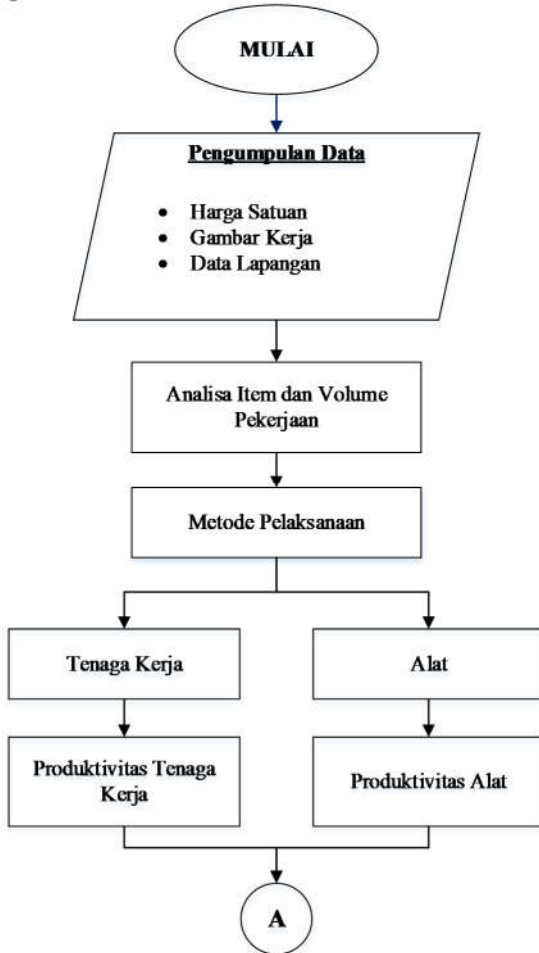 MULAI
Pengumpulan Data
• Harga Satuan
• Gambar Kerja
• Data Lapangan
Analisa Item dan Volume
Pekerjaan
Metode Pelaksanaan
Tenaga Kerja
Alat
Produktivitas Tenaga
Kerja
Produktivitas Alat
A